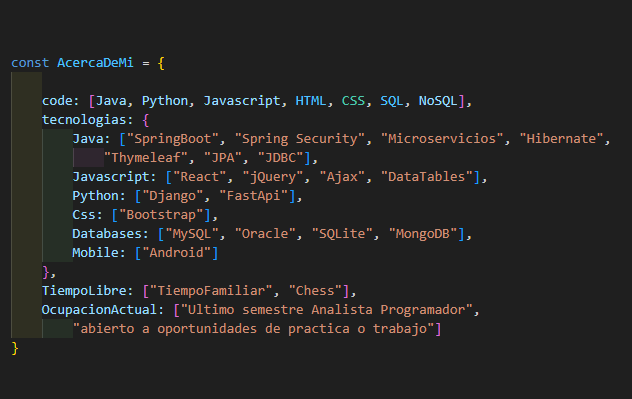 const AcercaDeMi = {
code: [Java, Python, Javascript, HTML, CSS, SQL, NoSQL],
tecnologias: {
Java: ["SpringBoot", "Spring Security", "Microservicios", "Hibernate",
"Thymeleaf", "JPA", "JDBC"],
Javascript: ["React", "jQuery", "Ajax", "DataTables"],
Python: ["Django", "FastApi"],
Css: ["Bootstrap"],
Databases: ["MySQL", "Oracle", "SQLite", "MongoDB"],
Mobile: ["Android"]
},
TiempoLibre: ["TiempoFamiliar", "Chess"],
OcupacionActual: ["Ultimo semestre Analista Programador",
"abierto a oportunidades de practica o trabajo"]
}